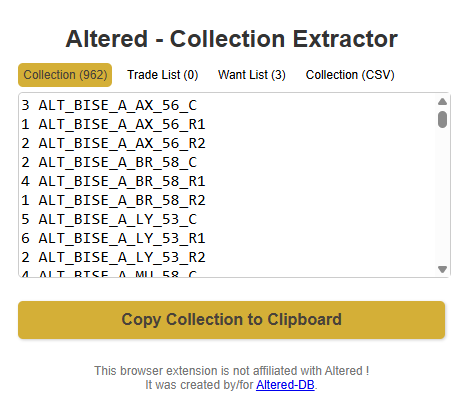 Altered - Collection Extractor
Collection (962) Trade List (0) Want List (3) Collection (CSV)
3 ALT_BISE_A_AX_56_C
1 ALT_BISE_A_AX_56_R1
2 ALT_BISE_A_AX_56_R2
2 ALT_BISE_A_BR_58_C
4 ALT_BISE_A_BR_58_R1
1 ALT_BISE_A_BR_58_R2
5 ALT_BISE_A_LY_53_C
6 ALT_BISE_A_LY_53_R1
2 ALT_BISE_A_LY_53_R2
4 ALT_BISE_A_MU_58_C
Copy Collection to Clipboard
This browser extension is not affiliated with Altered !
It was created by/for Altered-DB.